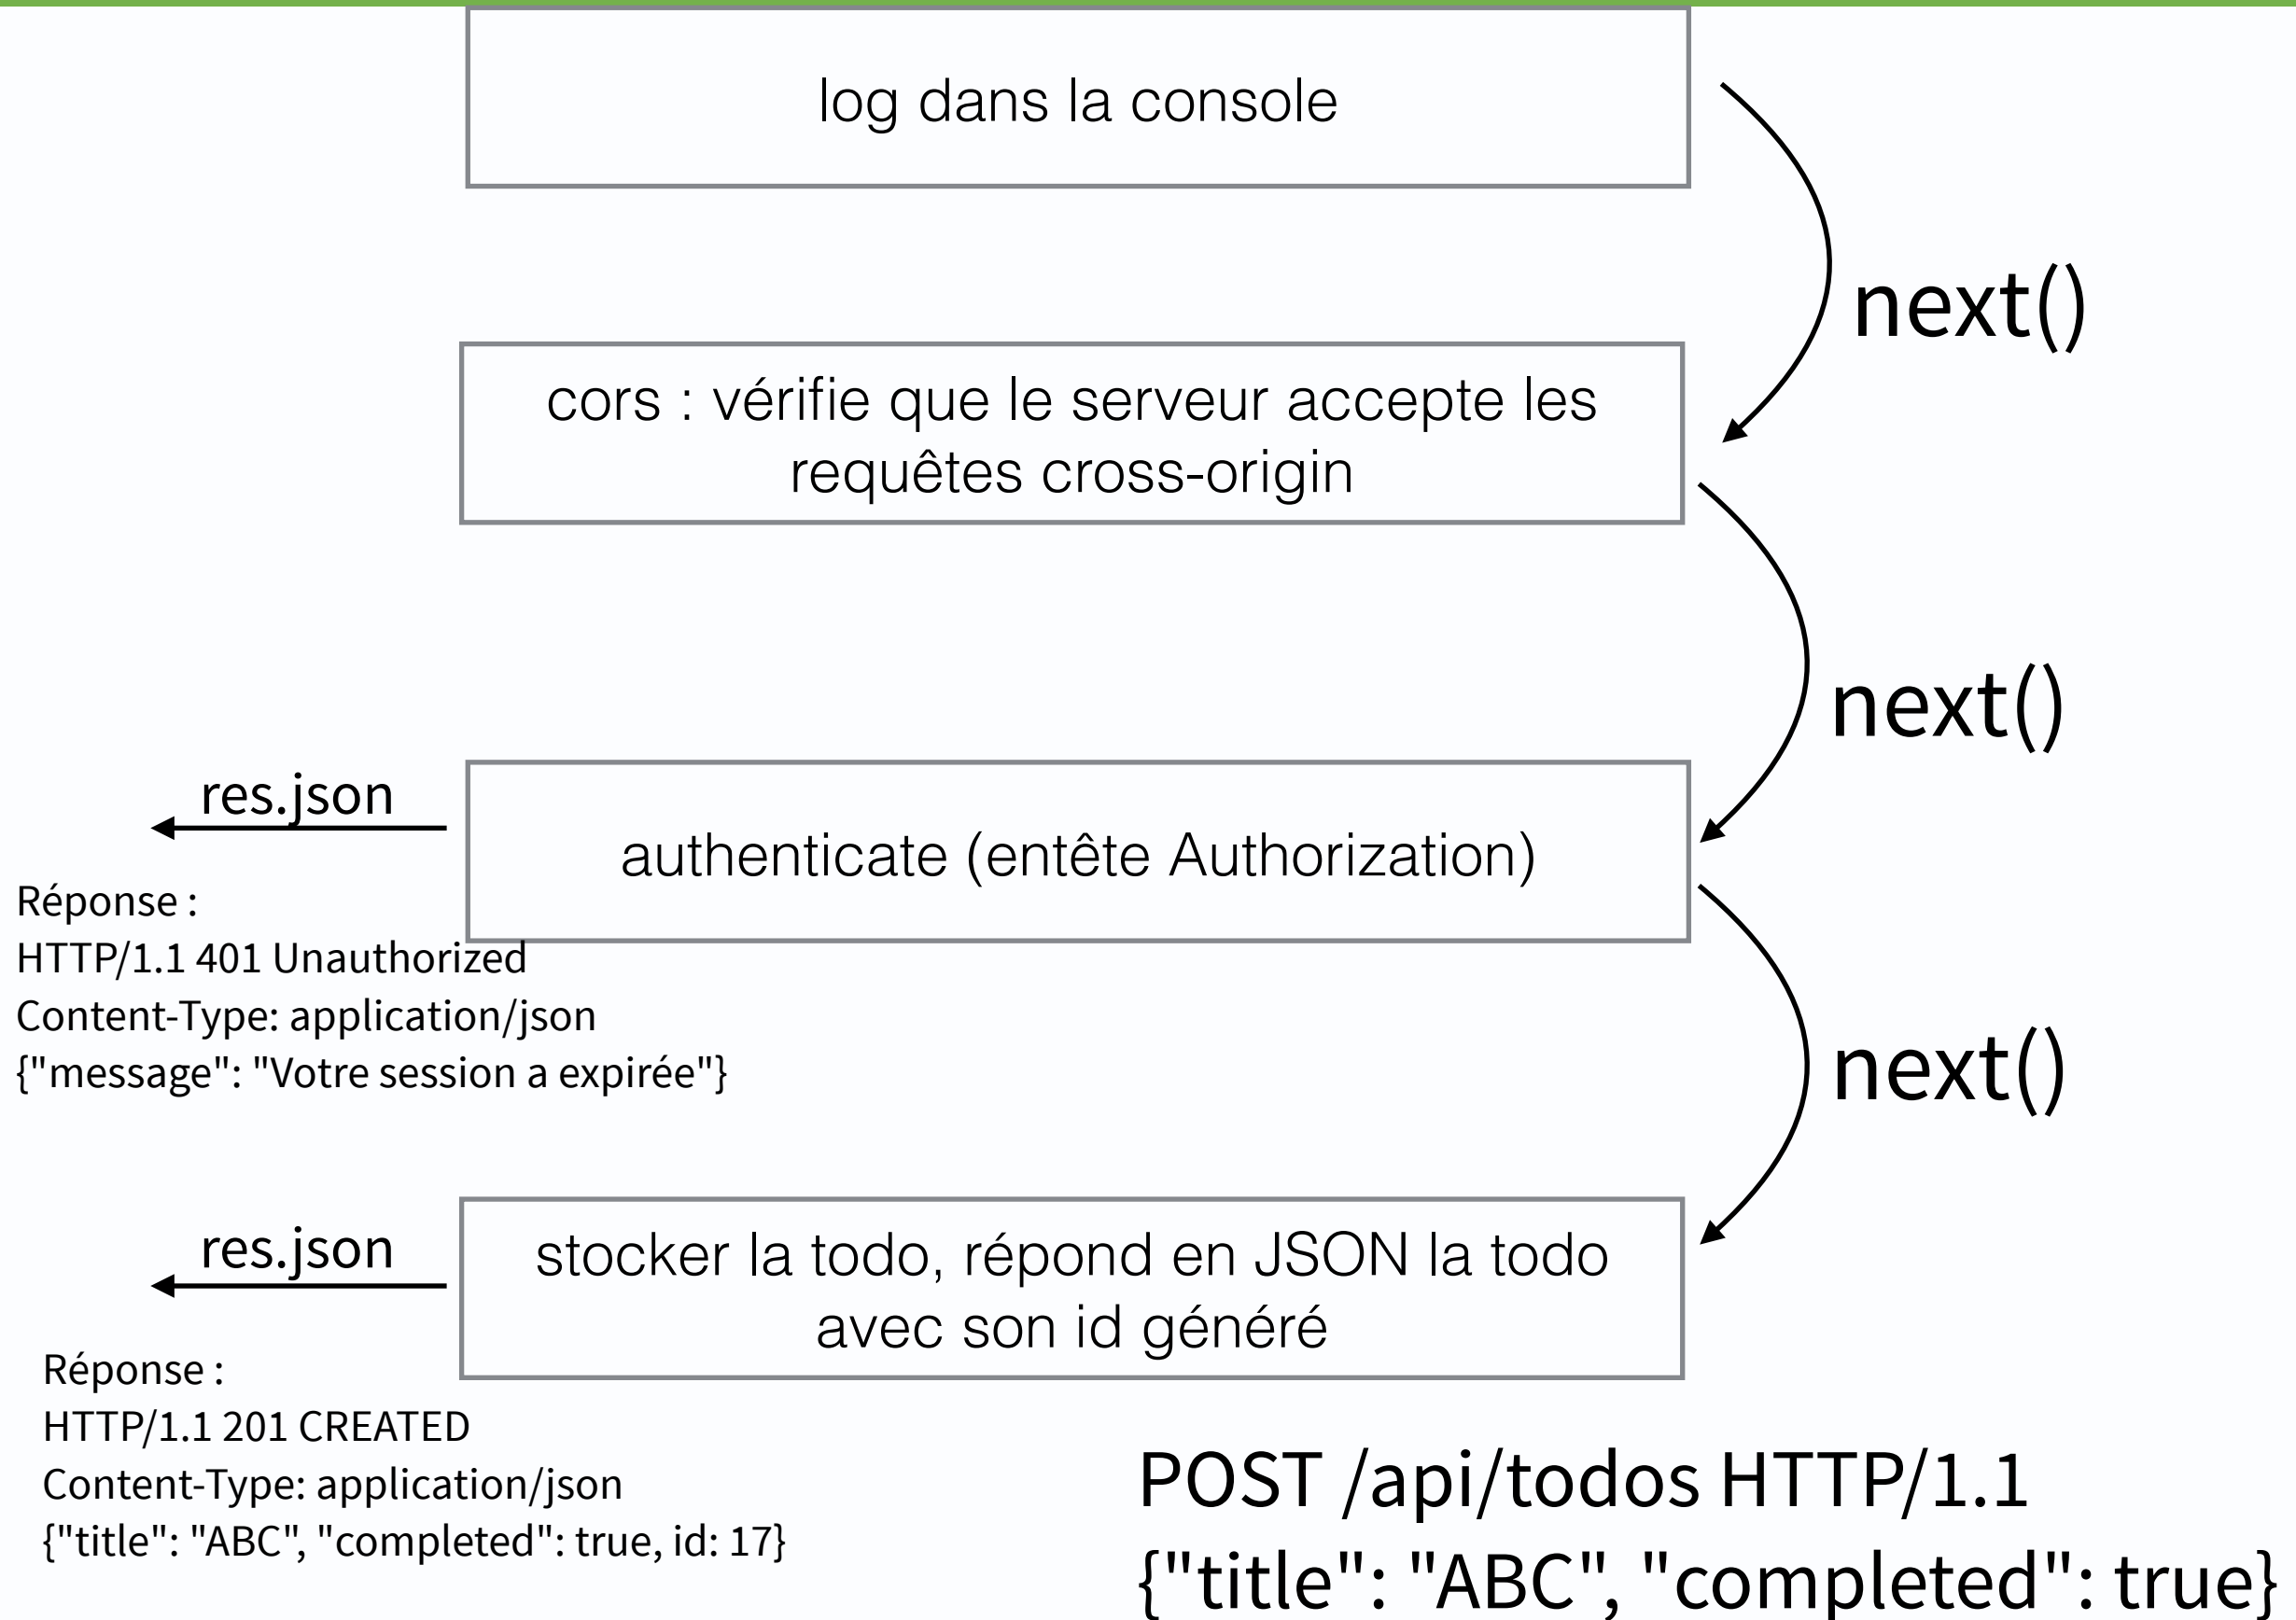 log dans la console
next()
cors : vérifie que le serveur accepte les
requêtes cross-origin
next()
res.json
authenticate (entête Authorization)
Réponse :
HTTP/1.1 401 Unauthorized
Content-Type: application/json
{"message": "Votre session a expirée"}
next()
res.json
stocker la todo, répond en JSON la todo
avec son id généré
Réponse :
HTTP/1.1 201 CREATED
Content-Type: application/json
{"title": "ABC", "completed": true, id: 17}
POST /api/todos HTTP/1.1
{"title": "ABC", "completed": true}